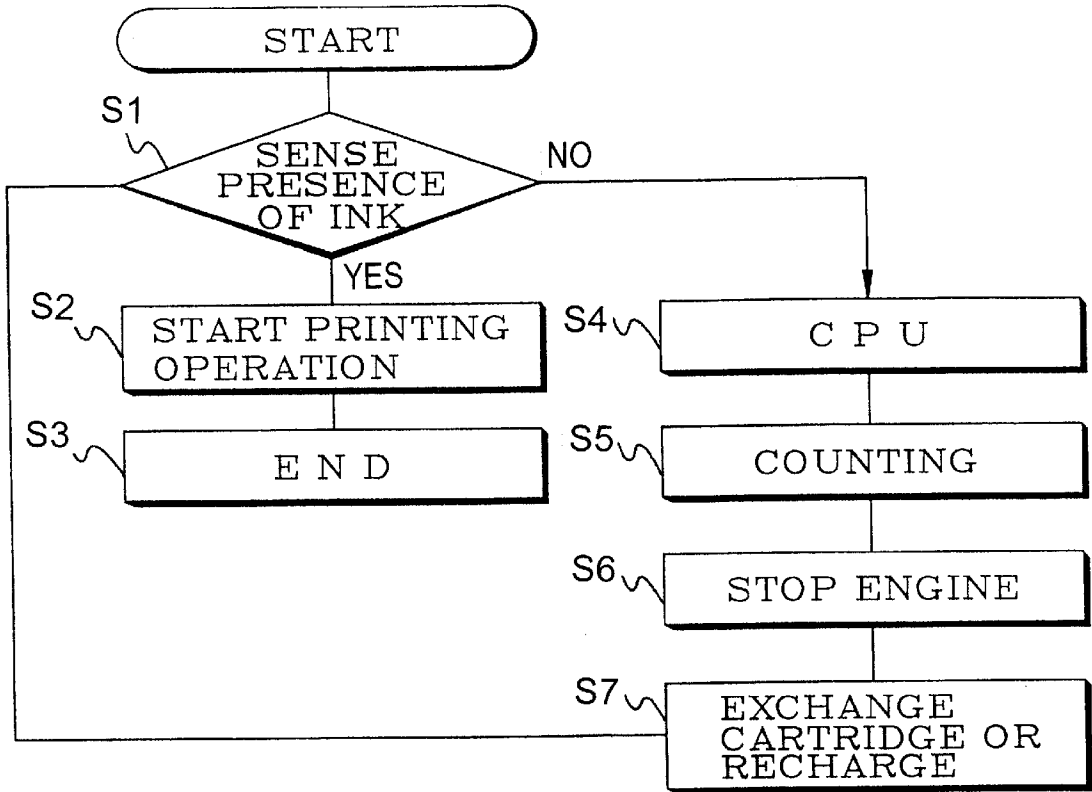 START
S1
SENSE
PRESENCE
OF INK
NO
YES
S2
START PRINTING
OPERATION
S3
E N D
S4
C P U
S5
COUNTING
S6
STOP ENGINE
S7
EXCHANGE
CARTRIDGE OR
RECHARGE